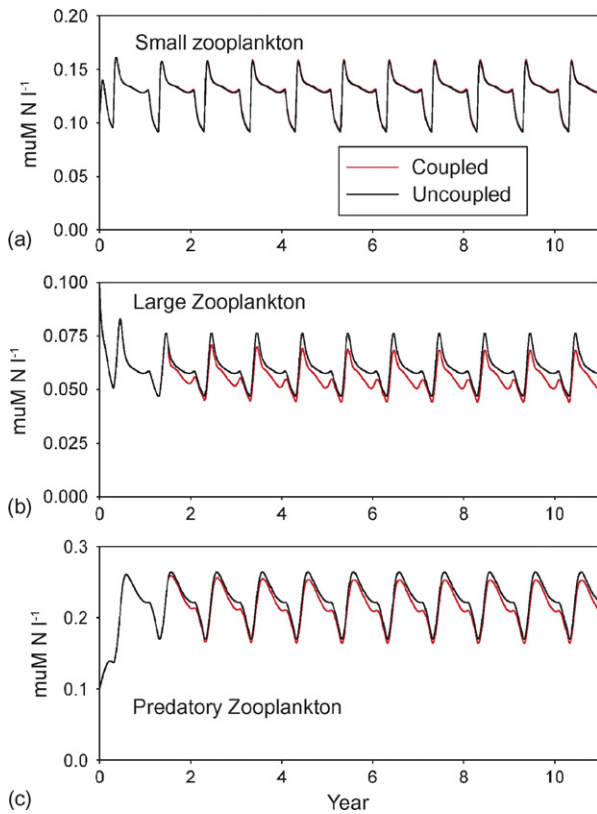 0.20
Small zooplankton
0.15
0.10
muM N l-1
Coupled
Uncoupled
0.05
0.00
(a)
0 2 4 6 8 10
0.100
Large Zooplankton
0.075
0.050
muM N l-1
0.025
0.000
(b)
0 2 4 6 8 10
0.3
0.2
muM N l-1
0.1
Predatory Zooplankton
0.0
(c)
0 2 4 6 8 10
Year